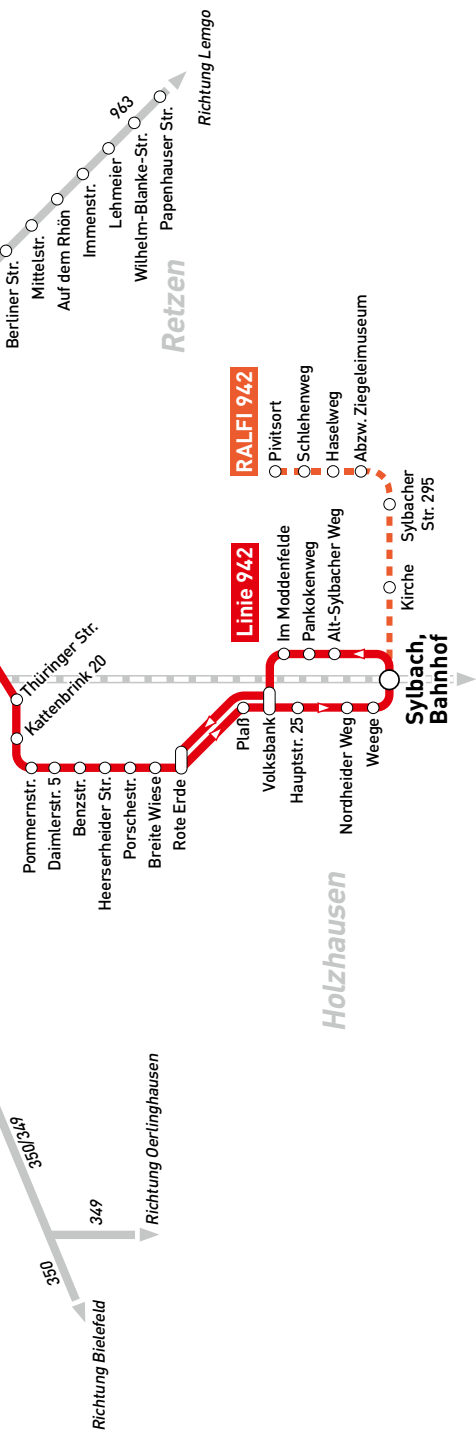 Berliner Str.
Mittelstr.
Auf dem Rhön
Immenstr.
Lehmeier
Wilhelm-Blanke-Str.
Papenhauser Str.
963
Richtung Lemgo
Retzen
RALFI 942
Pivitsort
Schlehenweg
Haselweg
Abzw. Ziegeleimuseum
Sylbacher
Str. 295
Kirche
Linie 942
Im Moddenfelde
Pankokenweg
Alt-Sylbacher Weg
Sylbach,
Bahnhof
Thüringer Str.
Kattenbrink 20
Pommernstr.
Daimlerstr. 5
Benzstr.
Heerserheider Str.
Porschestr.
Breite Wiese
Rote Erde
Plaß
Volksbank
Hauptstr. 25
Nordheider Weg
Weege
Holzhausen
350/349
349
Richtung Oerlinghausen
350
Richtung Bielefeld